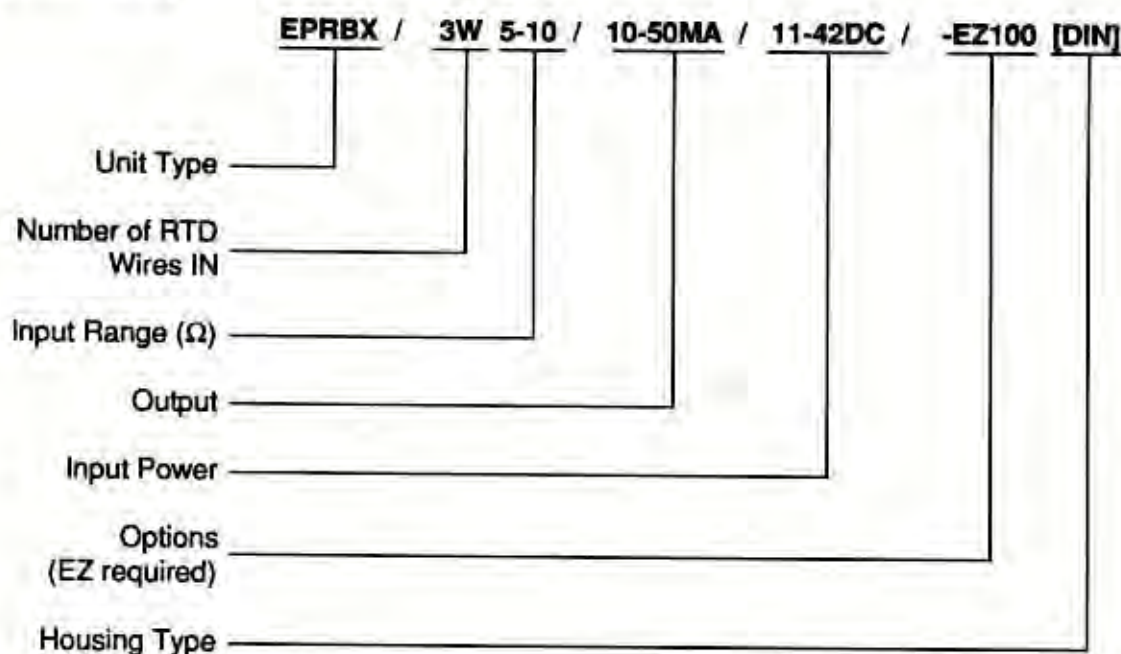 EPRBX / 3W 5-10 / 10-50MA / 11-42DC / -EZ100 [DIN]
Unit Type
Number of RTD
Wires IN
Input Range (Ω)
Output
Input Power
Options
(EZ required)
Housing Type